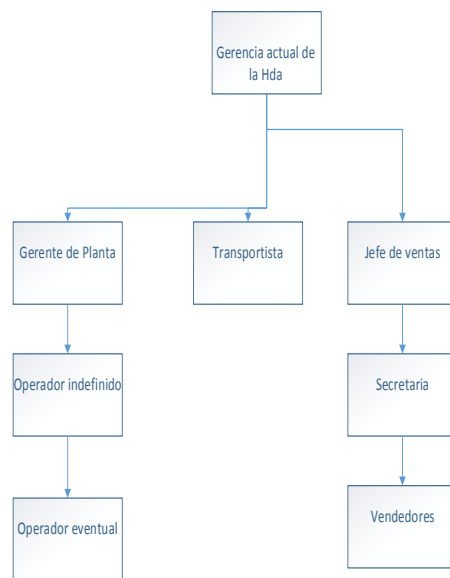 Gerencia actual de
la Hda
Gerente de Planta
Transportista
Jefe de ventas
Operador indefinido
Secretaria
Operador eventual
Vendedores